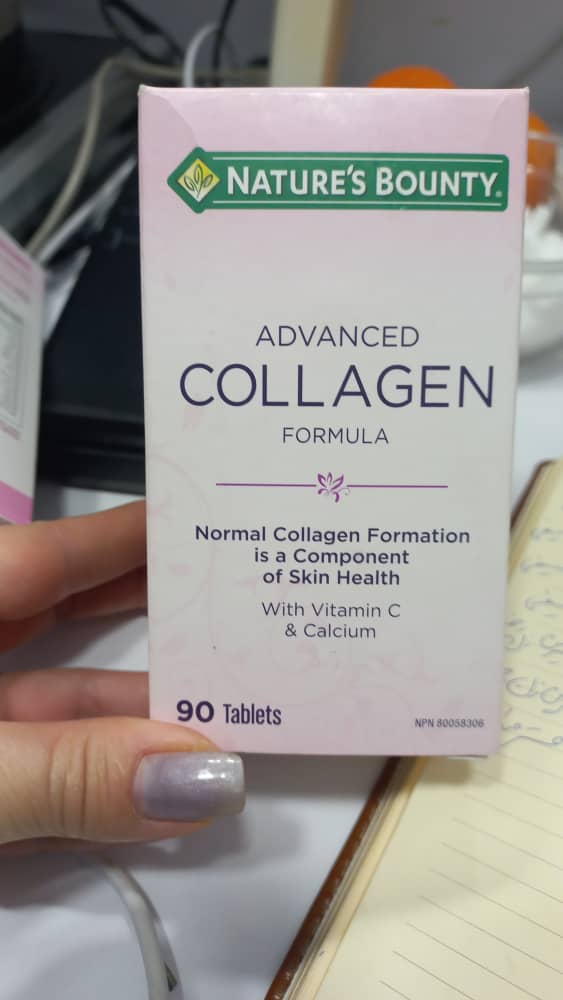 NATURE'S BOUNTY®
ADVANCED
COLLAGEN
FORMULA
Normal Collagen Formation
is a Component
of Skin Health
With Vitamin C
& Calcium
90 Tablets
NPN 80058306